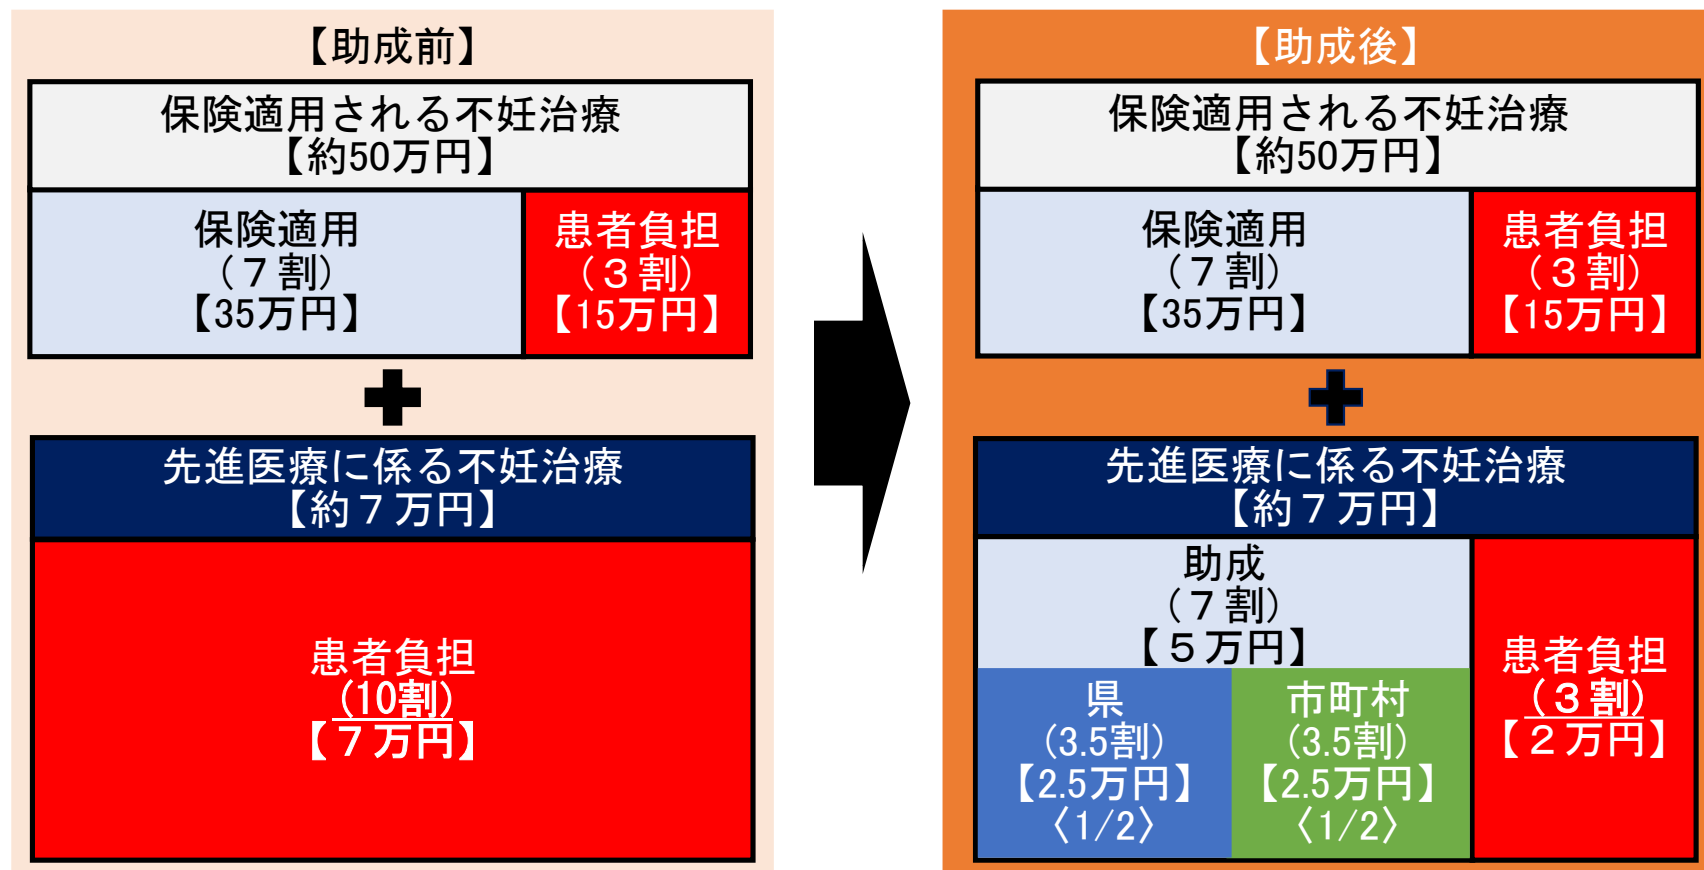 【助成前】
保険適用される不妊治療
【約50万円】
保険適用
(７割)
【35万円】
患者負担
(３割)
【15万円】
先進医療に係る不妊治療
【約７万円】
患者負担
(10割)
【７万円】
【助成後】
保険適用される不妊治療
【約50万円】
保険適用
(７割)
【35万円】
患者負担
(３割)
【15万円】
先進医療に係る不妊治療
【約７万円】
助成
(７割)
【５万円】
県
(3.5割)
【2.5万円】
〈1/2〉
市町村
(3.5割)
【2.5万円】
〈1/2〉
患者負担
(３割)
【２万円】